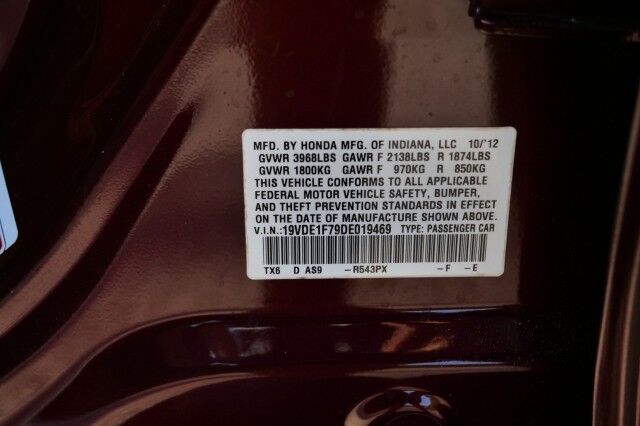 MFD. BY HONDA MFG. OF INDIANA, LLC 10/'12
GVWR 3968LBS GAWR F 2138LBS R 1874LBS
GVWR 1800KG GAWR F 970KG R 850KG
THIS VEHICLE CONFORMS TO ALL APPLICABLE
FEDERAL MOTOR VEHICLE SAFETY, BUMPER,
AND THEFT PREVENTION STANDARDS IN EFFECT
ON THE DATE OF MANUFACTURE SHOWN ABOVE.
V.I.N.:19VDE1F79DE019469 TYPE: PASSENGER CAR
TX6 D AS9 -R543PX -F -E